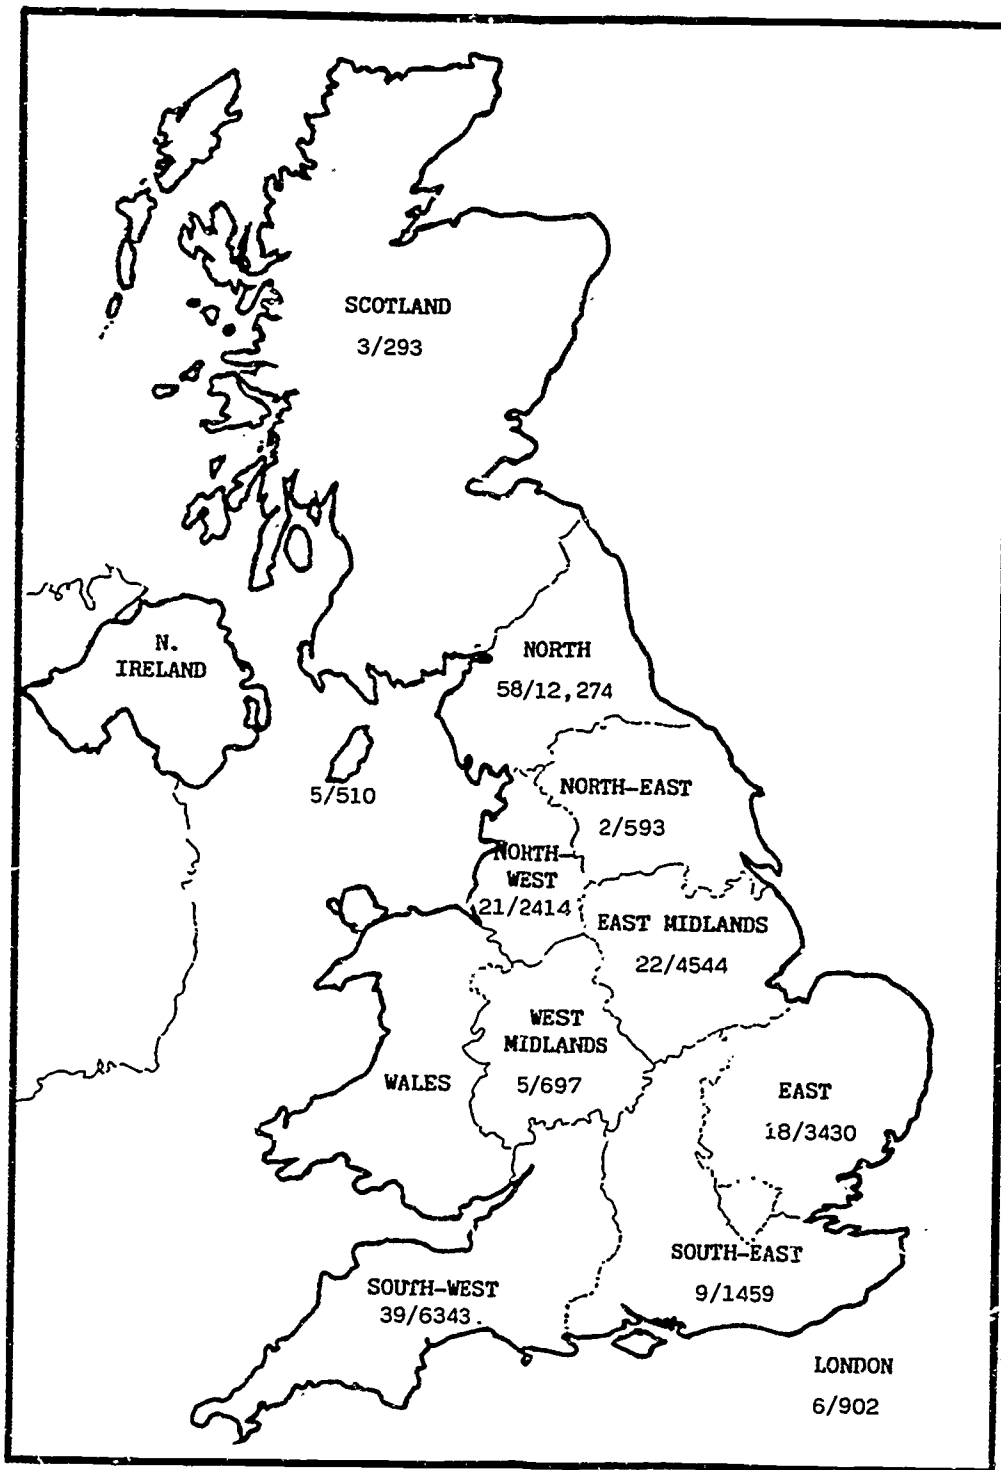 SCOTLAND
3/293
N.
IRELAND
NORTH
58/12,274
5/510
NORTH-EAST
2/593
NORTH-
WEST
21/2414
EAST MIDLANDS
22/4544
WEST
MIDLANDS
5/697
WALES
EAST
18/3430
SOUTH-EAST
9/1459
SOUTH-WEST
39/6343
LONDON
6/902